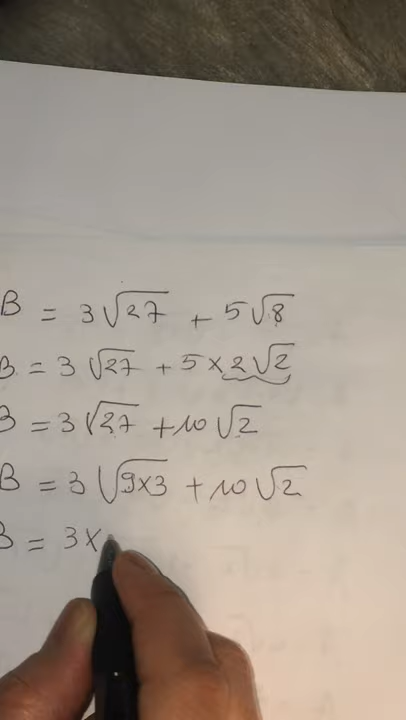 B = 3√27 + 5√8
B = 3√27 + 5×2√2
B = 3√27 + 10√2
B = 3√9×3 + 10√2
B = 3×